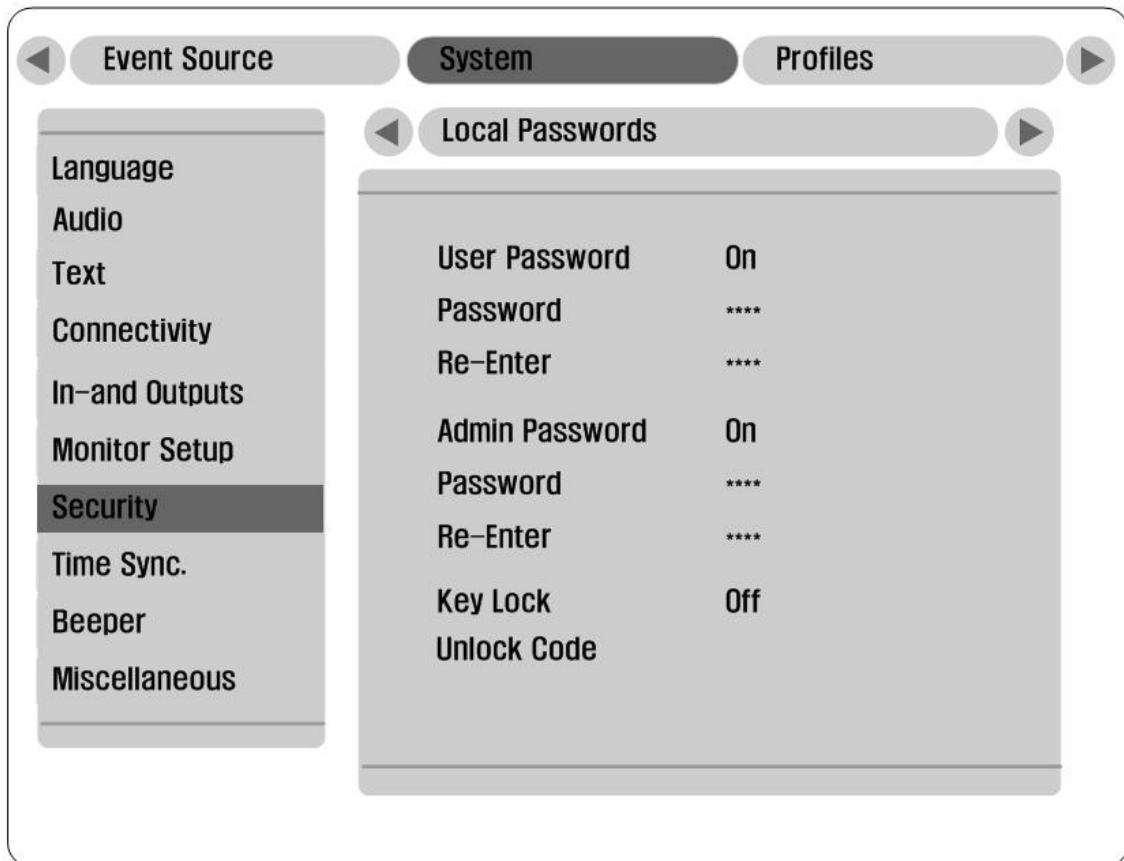 Event Source System Profiles
Local Passwords
Language
Audio
Text
Connectivity
In-and Outputs
Monitor Setup
Security
Time Sync.
Beeper
Miscellaneous
User Password On
Password ****
Re-Enter ****
Admin Password On
Password ****
Re-Enter ****
Key Lock Off
Unlock Code